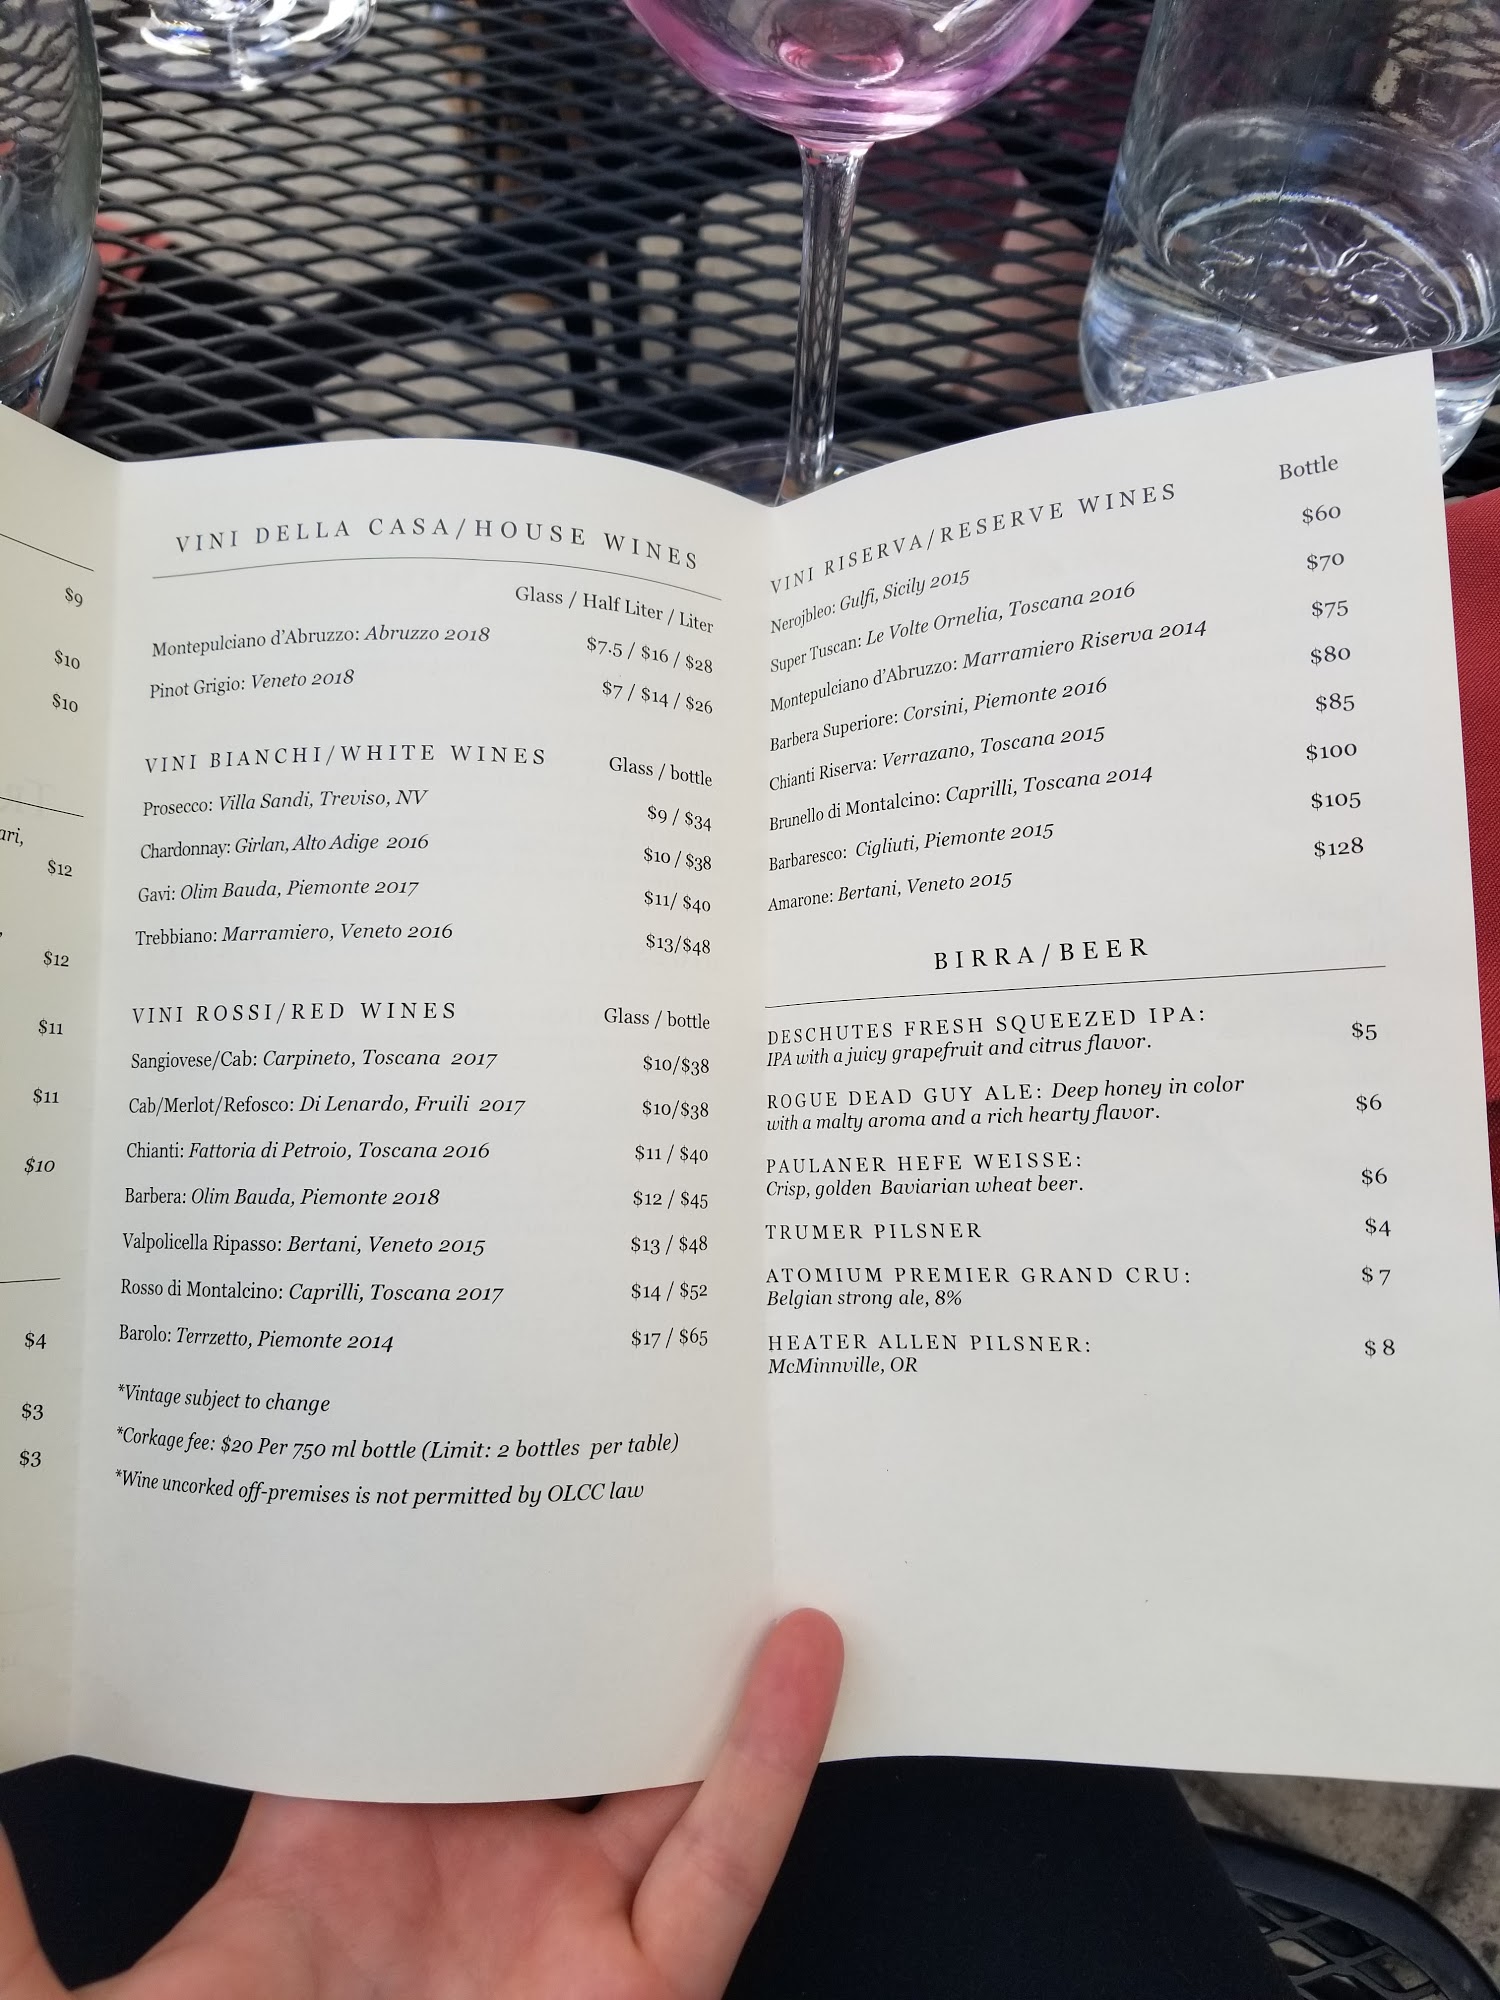 $9
$10
$10
ari,
$12
$12
$11
$11
$10
$4
$3
$3
VINI DELLA CASA/HOUSE WINES
Glass / Half Liter / Liter
Montepulciano d'Abruzzo: Abruzzo 2018 $7.5 / $16 / $28
Pinot Grigio: Veneto 2018 $7 / $14 / $26
VINI BIANCHI/WHITE WINES Glass / bottle
Prosecco: Villa Sandi, Treviso, NV $9 / $34
Chardonnay: Girlan, Alto Adige 2016 $10 / $38
Gavi: Olim Bauda, Piemonte 2017 $11/ $40
Trebbiano: Marramiero, Veneto 2016 $13/$48
VINI ROSSI/RED WINES Glass / bottle
Sangiovese/Cab: Carpineto, Toscana 2017 $10/$38
Cab/Merlot/Refosco: Di Lenardo, Fruili 2017 $10/$38
Chianti: Fattoria di Petroio, Toscana 2016 $11 / $40
Barbera: Olim Bauda, Piemonte 2018 $12 / $45
Valpolicella Ripasso: Bertani, Veneto 2015 $13 / $48
Rosso di Montalcino: Caprilli, Toscana 2017 $14 / $52
Barolo: Terrzetto, Piemonte 2014 $17 / $65
*Vintage subject to change
*Corkage fee: $20 Per 750 ml bottle (Limit: 2 bottles per table)
*Wine uncorked off-premises is not permitted by OLCC law
VINI RISERVA/RESERVE WINES Bottle
Nerojbleo: Gulfi, Sicily 2015 $60
Super Tuscan: Le Volte Ornelia, Toscana 2016 $70
Montepulciano d'Abruzzo: Marramiero Riserva 2014 $75
Barbera Superiore: Corsini, Piemonte 2016 $80
Chianti Riserva: Verrazano, Toscana 2015 $85
Brunello di Montalcino: Caprilli, Toscana 2014 $100
Barbaresco: Cigliuti, Piemonte 2015 $105
Amarone: Bertani, Veneto 2015 $128
BIRRA/BEER
DESCHUTES FRESH SQUEEZED IPA: $5
IPA with a juicy grapefruit and citrus flavor.
ROGUE DEAD GUY ALE: Deep honey in color $6
with a malty aroma and a rich hearty flavor.
PAULANER HEFE WEISSE: $6
Crisp, golden Baviarian wheat beer.
TRUMER PILSNER $4
ATOMIUM PREMIER GRAND CRU: $7
Belgian strong ale, 8%
HEATER ALLEN PILSNER: $8
McMinnville, OR